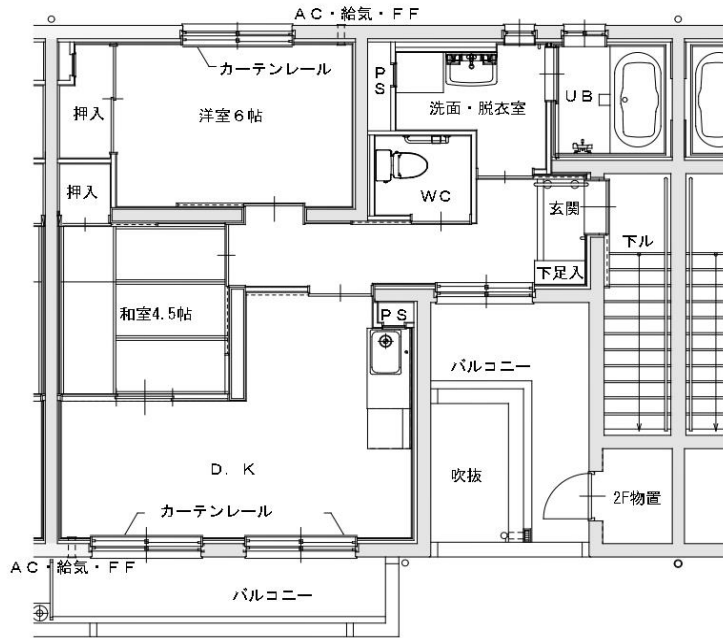 ＡＣ・給気・ＦＦ
カーテンレール
ＰＳ
押入
洋室６帖
洗面・脱衣室
ＵＢ
押入
ＷＣ
玄関
下ル
下足入
和室4.5帖
ＰＳ
バルコニー
Ｄ．Ｋ
吹抜
2F物置
カーテンレール
ＡＣ・給気・ＦＦ
バルコニー